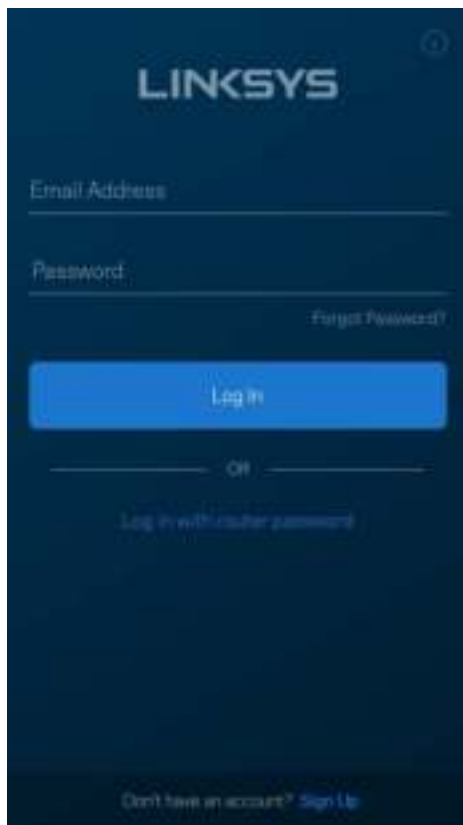 LINKSYS
Email Address
Password
Forgot Password?
Log In
OR
Log in with router password
Don't have an account? Sign Up